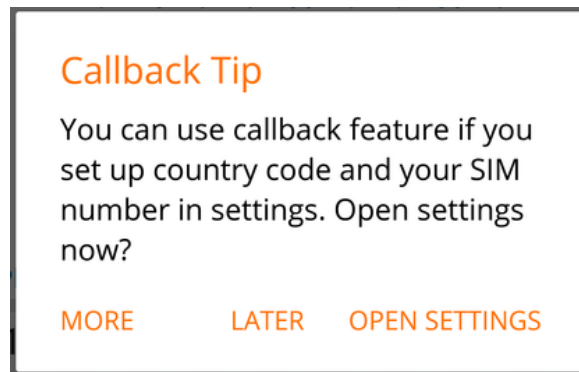 Callback Tip
You can use callback feature if you
set up country code and your SIM
number in settings. Open settings
now?
MORE LATER OPEN SETTINGS